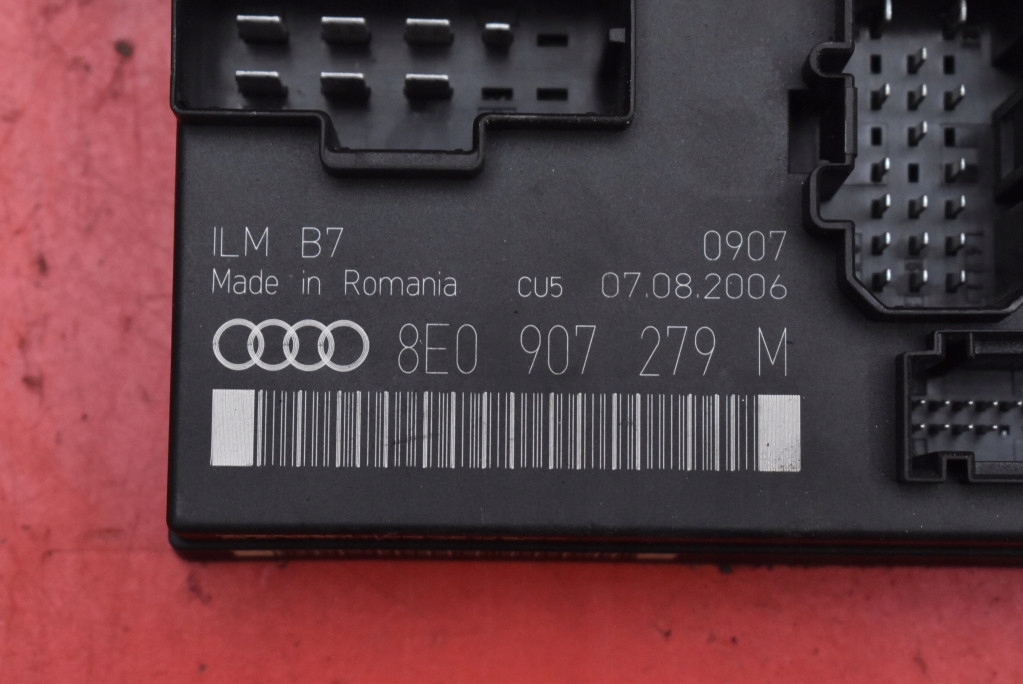 ILM B7 0907
Made in Romania CU5 07.08.2006
8E0 907 279 M